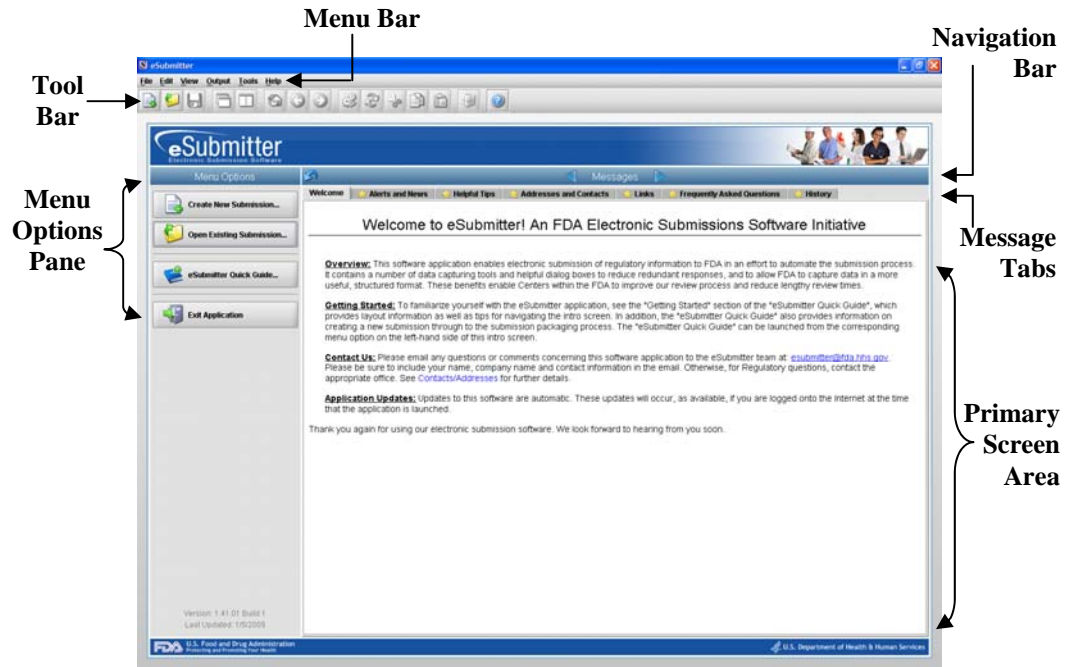 Menu Bar
Navigation
Bar
Tool
Bar
Menu
Options
Pane
Message
Tabs
Primary
Screen
Area
eSubmitter
File Edit View Output Tools Help
eSubmitter
Electronic Submission Software
Menu Options
Messages
Welcome Alerts and News Helpful Tips Addresses and Contacts Links Frequently Asked Questions History
Create New Submission...
Open Existing Submission...
eSubmitter Quick Guide...
Exit Application
Welcome to eSubmitter! An FDA Electronic Submissions Software Initiative
Overview: This software application enables electronic submission of regulatory information to FDA in an effort to automate the submission process.
It contains a number of data capturing tools and helpful dialog boxes to reduce redundant responses, and to allow FDA to capture data in a more
useful, structured format. These benefits enable Centers within the FDA to improve our review process and reduce lengthy review times.
Getting Started: To familiarize yourself with the eSubmitter application, see the "Getting Started" section of the "eSubmitter Quick Guide", which
provides layout information as well as tips for navigating the intro screen. In addition, the "eSubmitter Quick Guide" also provides information on
creating a new submission through to the submission packaging process. The "eSubmitter Quick Guide" can be launched from the corresponding
menu option on the left-hand side of this intro screen.
Contact Us: Please email any questions or comments concerning this software application to the eSubmitter team at: esubmitter@fda.hhs.gov.
Please be sure to include your name, company name and contact information in the email. Otherwise, for Regulatory questions, contact the
appropriate office. See Contacts/Addresses for further details.
Application Updates: Updates to this software are automatic. These updates will occur, as available, if you are logged onto the Internet at the time
that the application is launched.
Thank you again for using our electronic submission software. We look forward to hearing from you soon.
Version: 1.41.01 Build 1
Last Updated: 1/5/2009
FDA U.S. Food and Drug Administration
Protecting and Promoting Your Health
U.S. Department of Health & Human Services